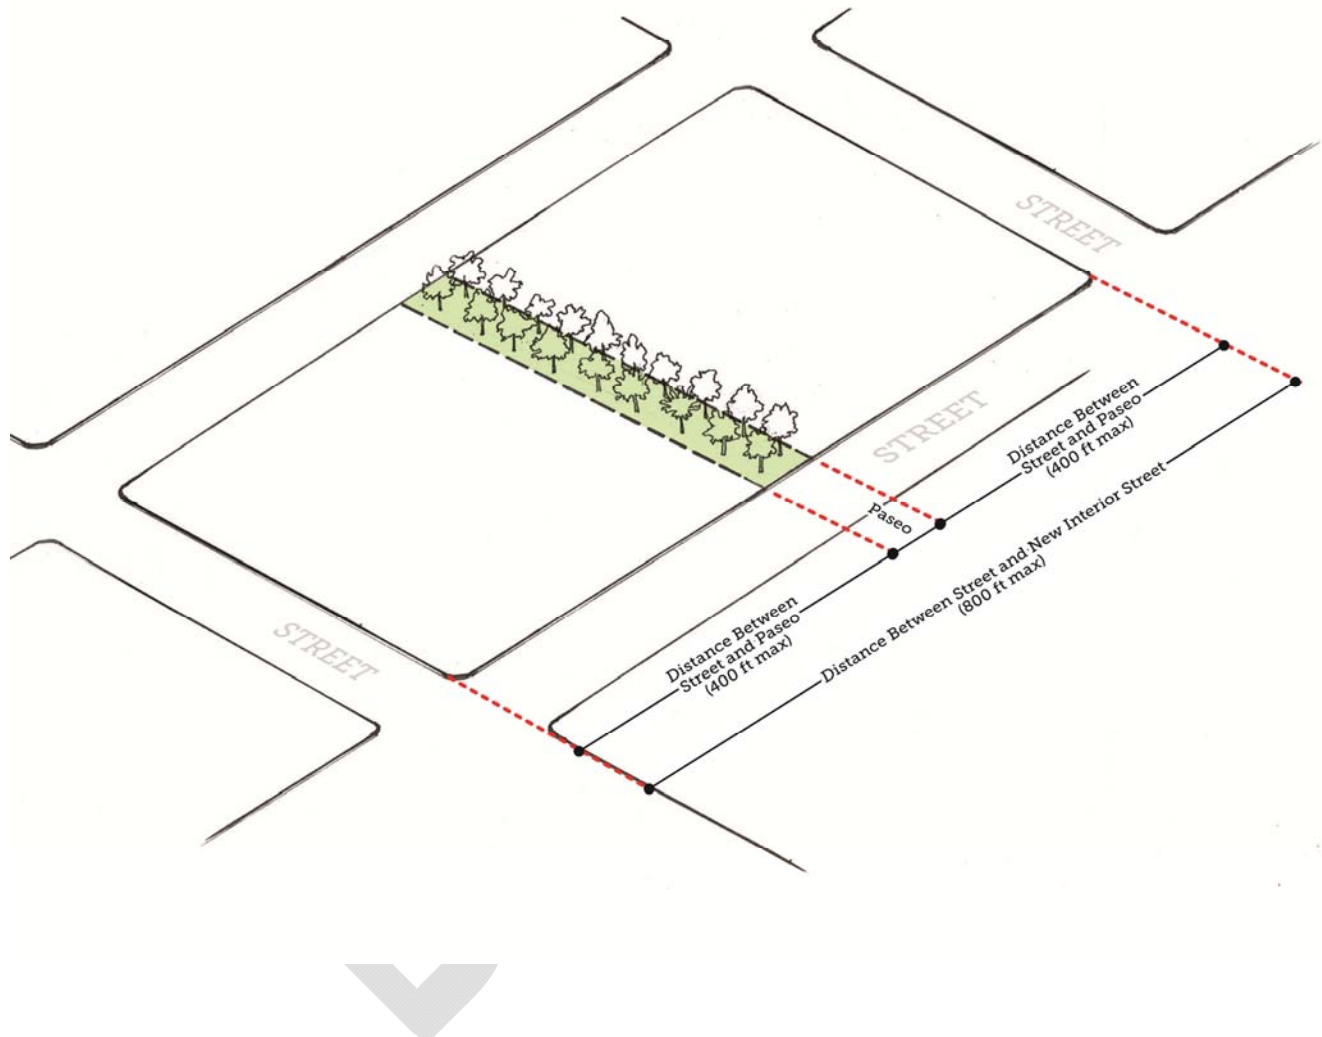 STREET
STREET
Distance Between
Street and Paseo
(400 ft max)
Paseo
Distance Between Street and New Interior Street
(800 ft max)
Distance Between
Street and Paseo
(400 ft max)
STREET